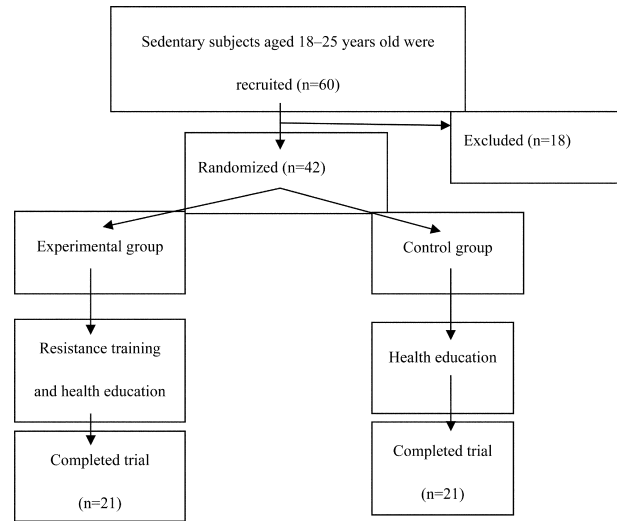 Sedentary subjects aged 18–25 years old were
recruited (n=60)
Excluded (n=18)
Randomized (n=42)
Experimental group
Control group
Resistance training
and health education
Health education
Completed trial
(n=21)
Completed trial
(n=21)